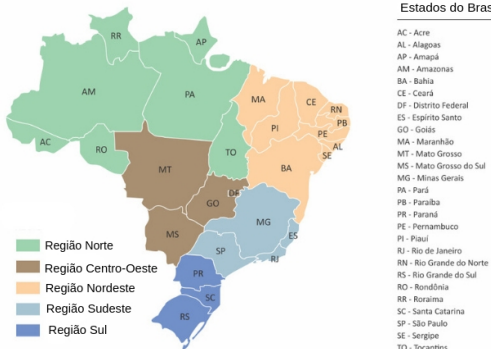 Estados do Bras
RR
AP
AM
PA
MA
CE
RN
PB
PI
PE
AL
SE
AC
RO
TO
MT
BA
DF
GO
MG
MS
ES
SP
RJ
PR
SC
RS
Região Norte
Região Centro-Oeste
Região Nordeste
Região Sudeste
Região Sul
AC - Acre
AL - Alagoas
AP - Amapá
AM - Amazonas
BA - Bahia
CE - Ceará
DF - Distrito Federal
ES - Espírito Santo
GO - Goiás
MA - Maranhão
MT - Mato Grosso
MS - Mato Grosso do Sul
MG - Minas Gerais
PA - Pará
PB - Paraíba
PR - Paraná
PE - Pernambuco
PI - Piauí
RJ - Rio de Janeiro
RN - Rio Grande do Norte
RS - Rio Grande do Sul
RO - Rondônia
RR - Roraima
SC - Santa Catarina
SP - São Paulo
SE - Sergipe
TO - Tocantins